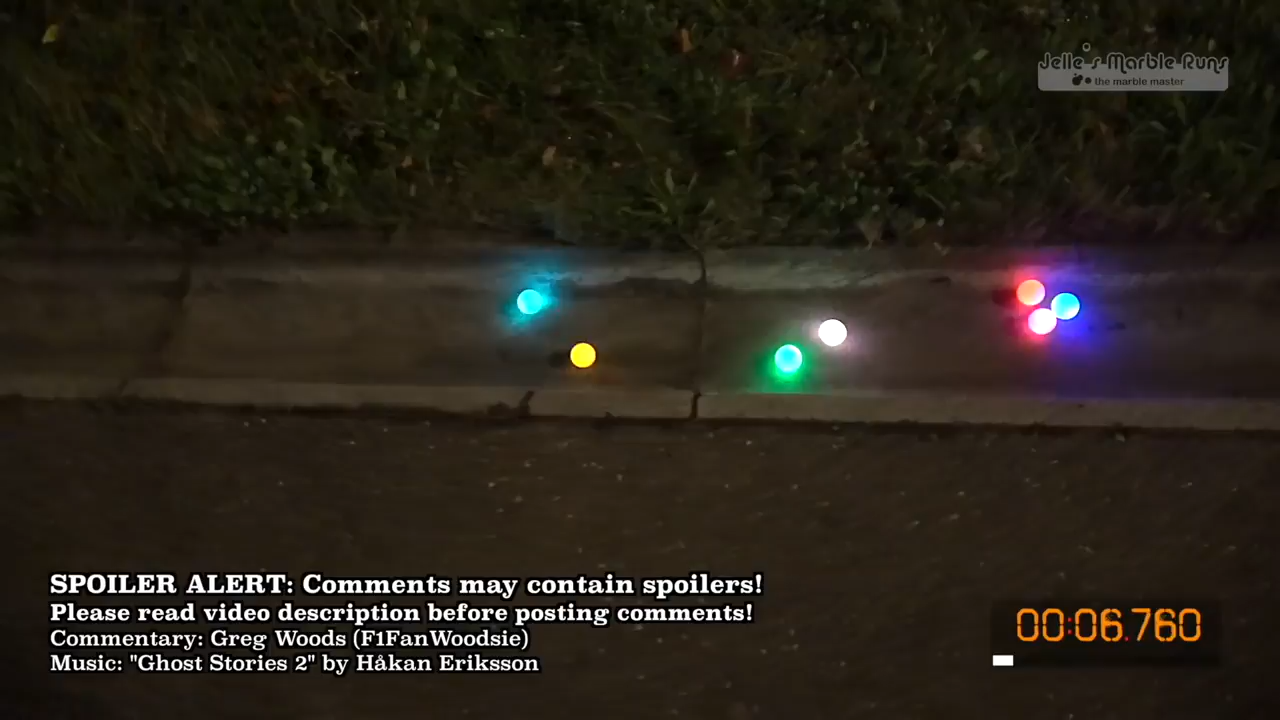 Jelle's Marble Runs
the marble master
SPOILER ALERT: Comments may contain spoilers!
Please read video description before posting comments!
Commentary: Greg Woods (F1FanWoodsie)
Music: "Ghost Stories 2" by Håkan Eriksson
00:06.760